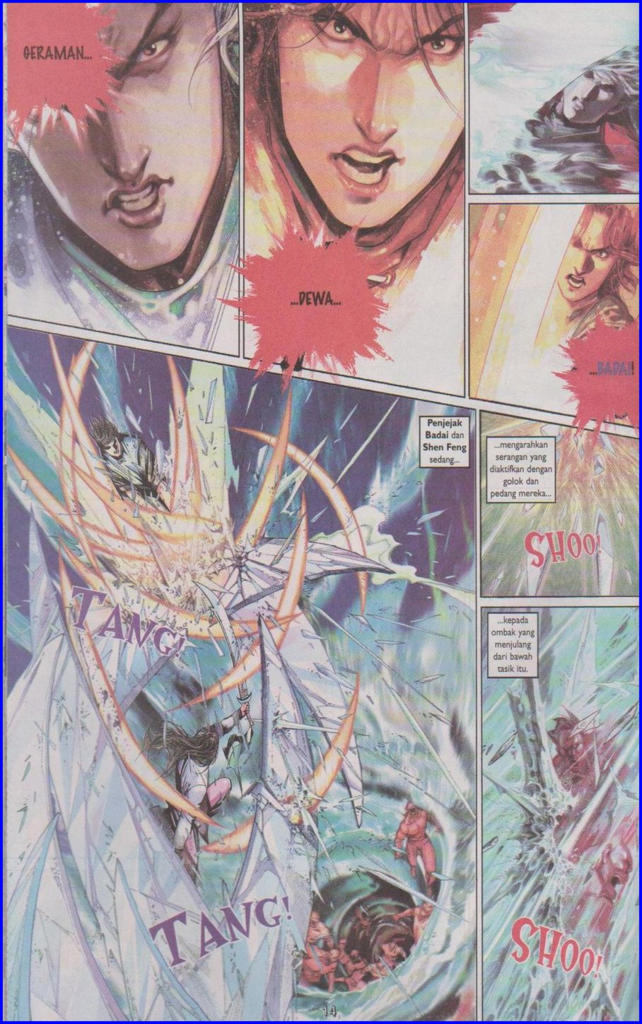 GERAMAN...
...DEWA...
...BADAI!
Penjejak
Badai dan
Shen Feng
sedang...
...mengarahkan
serangan yang
diaktifkan dengan
golok dan
pedang mereka...
SHOO!
TANG!
...kepada
ombak yang
menjulang
dari bawah
tasik itu.
TANG!
SHOO!
14